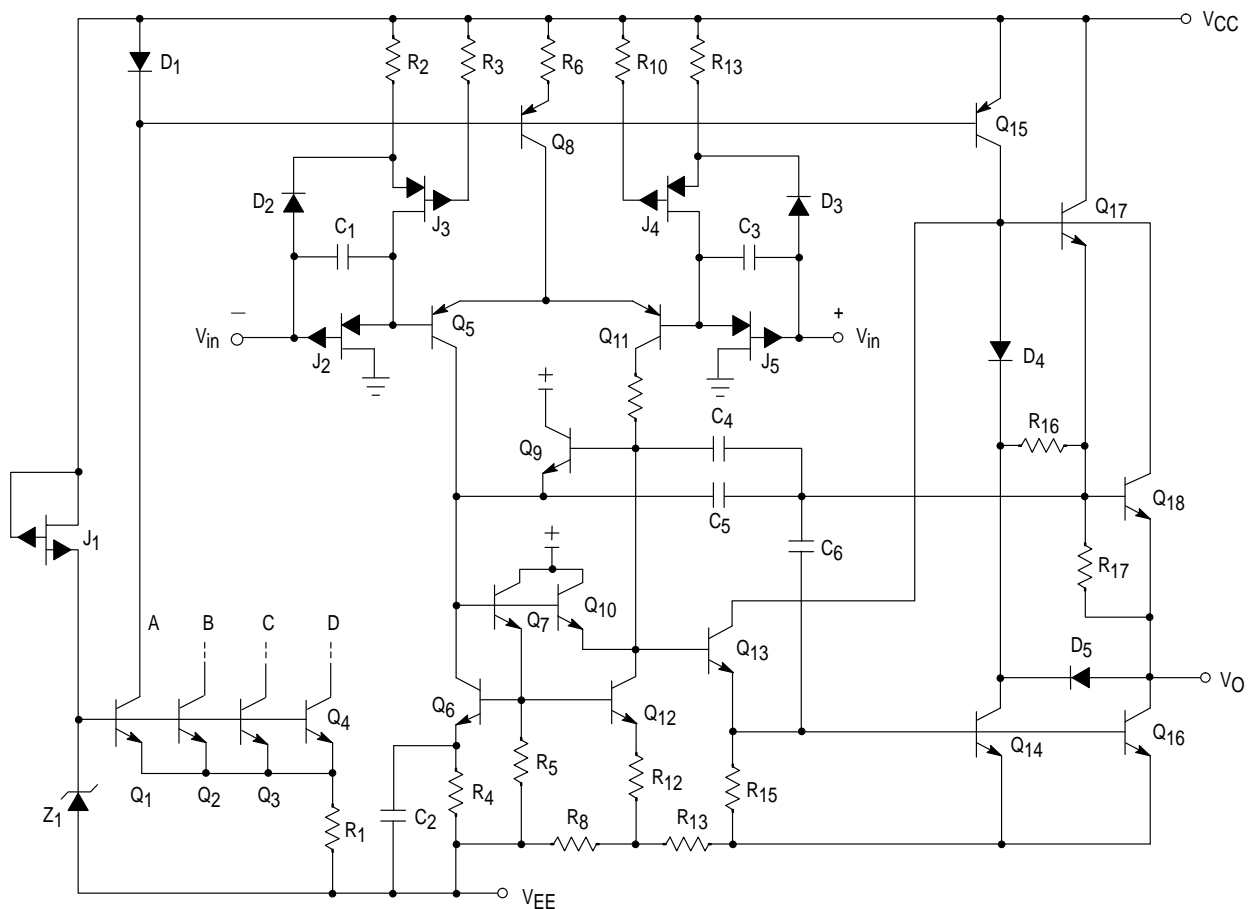 VCC
D1
R2
R3
R6
R10
R13
Q8
Q15
D2
J3
J4
D3
Q17
C1
C3
−
Vin
J2
Q5
Q11
J5
+
Vin
D4
+
R16
Q9
C4
C5
Q18
J1
C6
R17
+
A
B
C
D
Q7
Q10
Q13
D5
VO
Q6
Q12
Q4
Q14
Q16
R5
R12
R15
Z1
Q1
Q2
Q3
R1
C2
R4
R8
R13
VEE